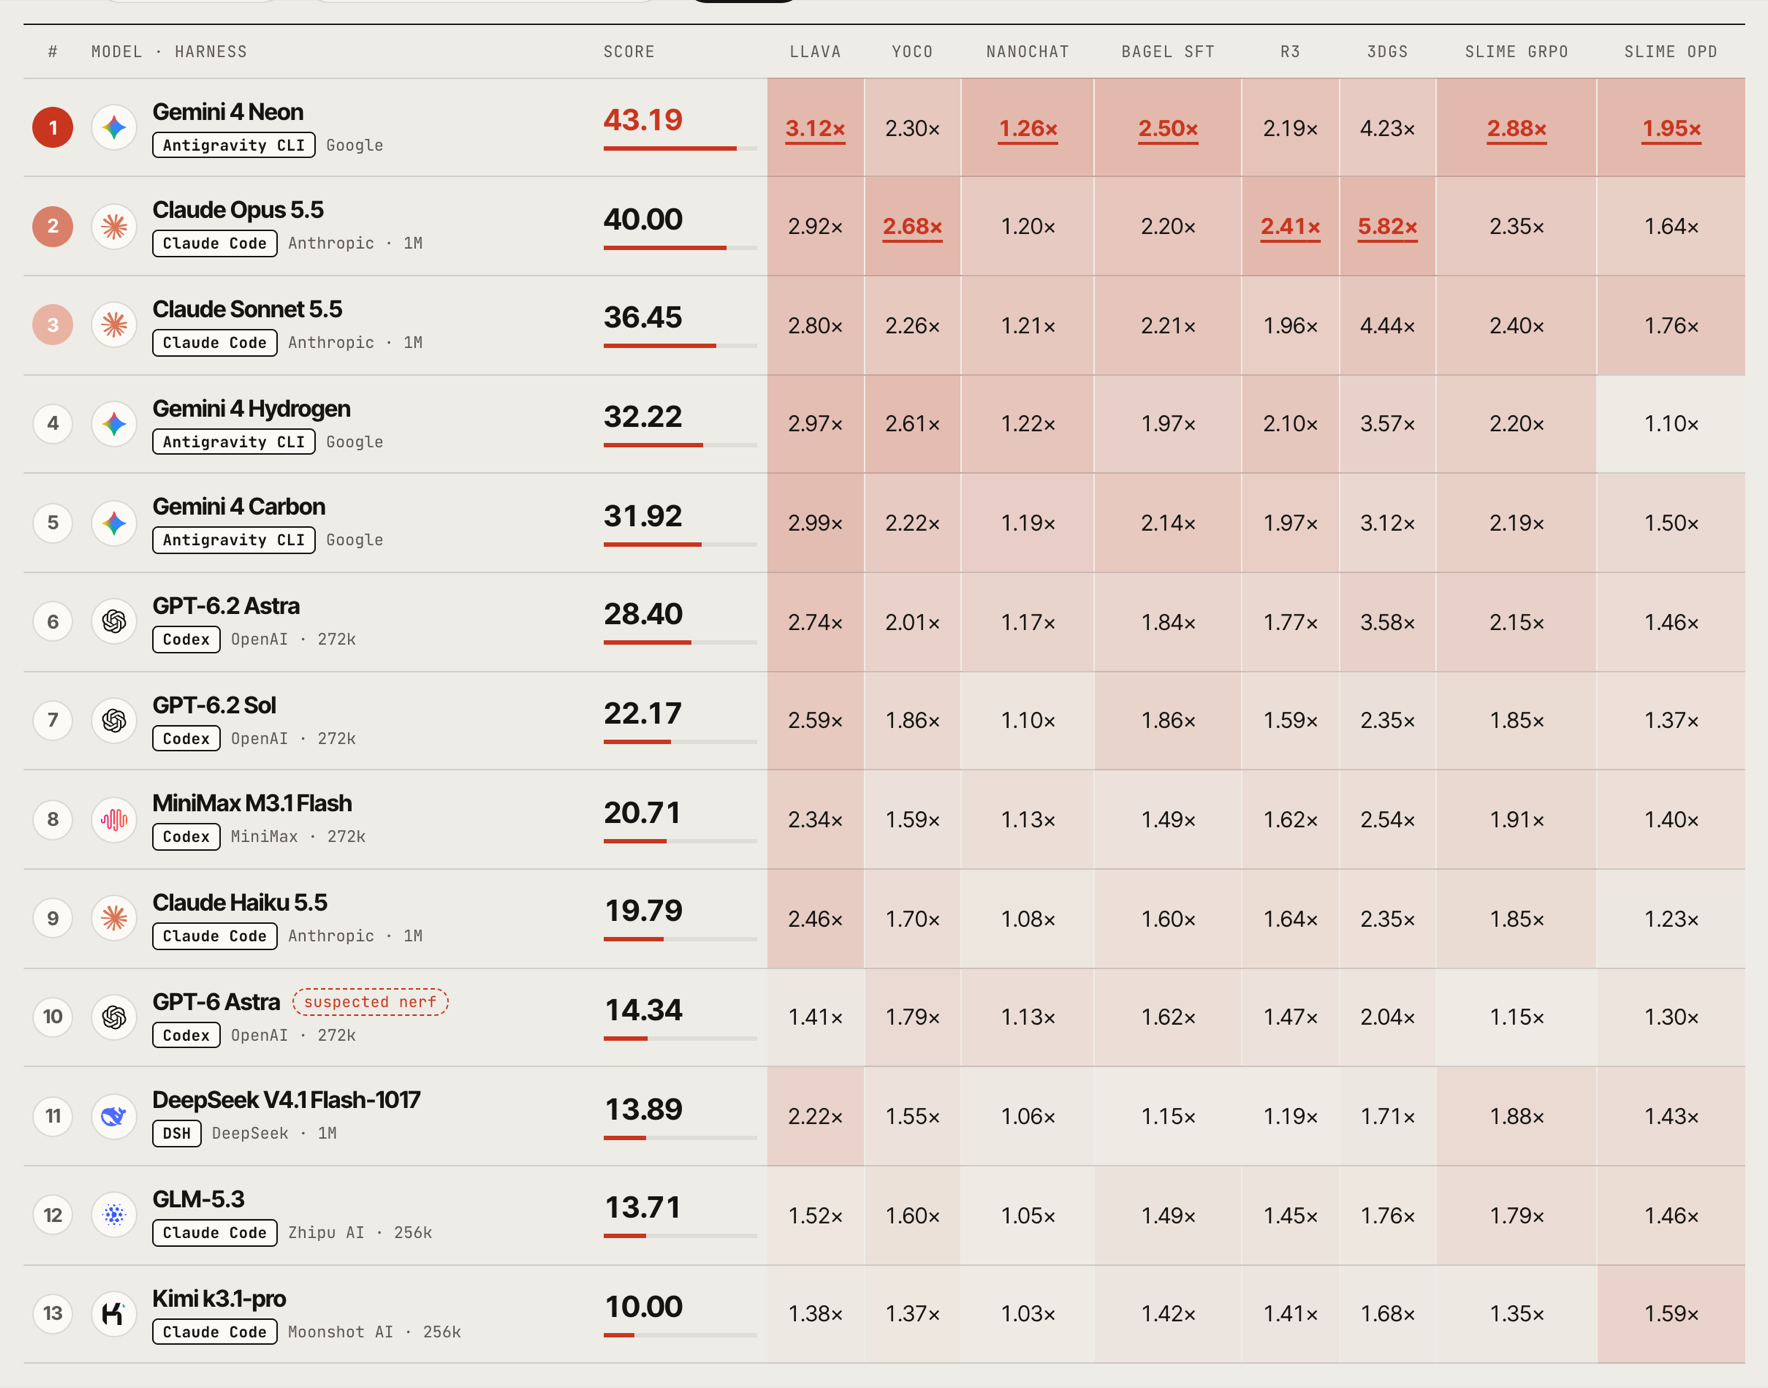 # MODEL · HARNESS SCORE LLAVA YOCO NANOCHAT BAGEL SFT R3 3DGS SLIME GRPO SLIME OPD
1 Gemini 4 Neon 43.19 3.12× 2.30× 1.26× 2.50× 2.19× 4.23× 2.88× 1.95×
Antigravity CLI Google
2 Claude Opus 5.5 40.00 2.92× 2.68× 1.20× 2.20× 2.41× 5.82× 2.35× 1.64×
Claude Code Anthropic · 1M
3 Claude Sonnet 5.5 36.45 2.80× 2.26× 1.21× 2.21× 1.96× 4.44× 2.40× 1.76×
Claude Code Anthropic · 1M
4 Gemini 4 Hydrogen 32.22 2.97× 2.61× 1.22× 1.97× 2.10× 3.57× 2.20× 1.10×
Antigravity CLI Google
5 Gemini 4 Carbon 31.92 2.99× 2.22× 1.19× 2.14× 1.97× 3.12× 2.19× 1.50×
Antigravity CLI Google
6 GPT-6.2 Astra 28.40 2.74× 2.01× 1.17× 1.84× 1.77× 3.58× 2.15× 1.46×
Codex OpenAI · 272k
7 GPT-6.2 Sol 22.17 2.59× 1.86× 1.10× 1.86× 1.59× 2.35× 1.85× 1.37×
Codex OpenAI · 272k
8 MiniMax M3.1 Flash 20.71 2.34× 1.59× 1.13× 1.49× 1.62× 2.54× 1.91× 1.40×
Codex MiniMax · 272k
9 Claude Haiku 5.5 19.79 2.46× 1.70× 1.08× 1.60× 1.64× 2.35× 1.85× 1.23×
Claude Code Anthropic · 1M
10 GPT-6 Astra suspected nerf 14.34 1.41× 1.79× 1.13× 1.62× 1.47× 2.04× 1.15× 1.30×
Codex OpenAI · 272k
11 DeepSeek V4.1 Flash-1017 13.89 2.22× 1.55× 1.06× 1.15× 1.19× 1.71× 1.88× 1.43×
DSH DeepSeek · 1M
12 GLM-5.3 13.71 1.52× 1.60× 1.05× 1.49× 1.45× 1.76× 1.79× 1.46×
Claude Code Zhipu AI · 256k
13 Kimi k3.1-pro 10.00 1.38× 1.37× 1.03× 1.42× 1.41× 1.68× 1.35× 1.59×
Claude Code Moonshot AI · 256k